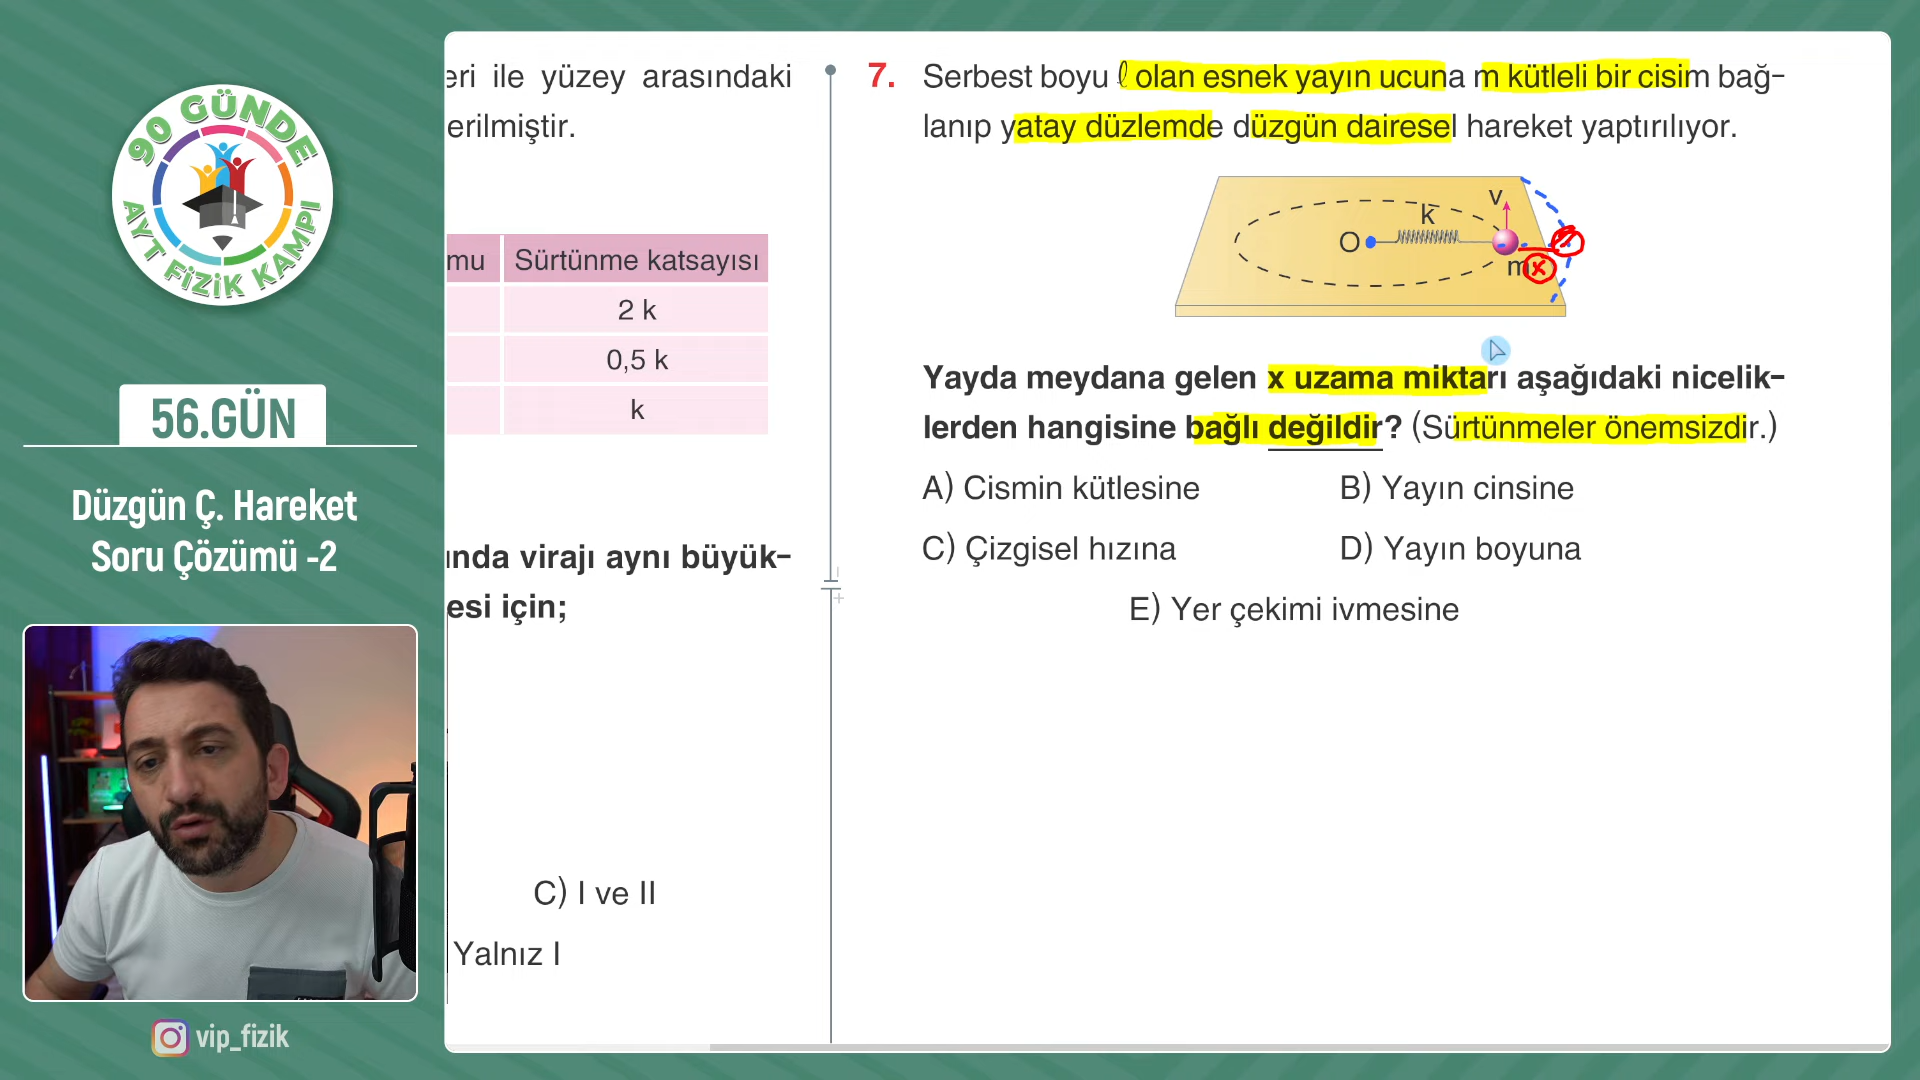 90 GÜNDE
AYT FİZİK KAMPI
56.GÜN
Düzgün Ç. Hareket
Soru Çözümü -2
vip_fizik
eri ile yüzey arasındaki
erilmiştir.
mu Sürtünme katsayısı
2 k
0,5 k
k
ında virajı aynı büyük-
esi için;
C) I ve II
Yalnız I
7. Serbest boyu ℓ olan esnek yayın ucuna m kütleli bir cisim bağ-
lanıp yatay düzlemde düzgün dairesel hareket yaptırılıyor.
v
k
O
m
x
Yayda meydana gelen x uzama miktarı aşağıdaki nicelik-
lerden hangisine bağlı değildir? (Sürtünmeler önemsizdir.)
A) Cismin kütlesine B) Yayın cinsine
C) Çizgisel hızına D) Yayın boyuna
E) Yer çekimi ivmesine